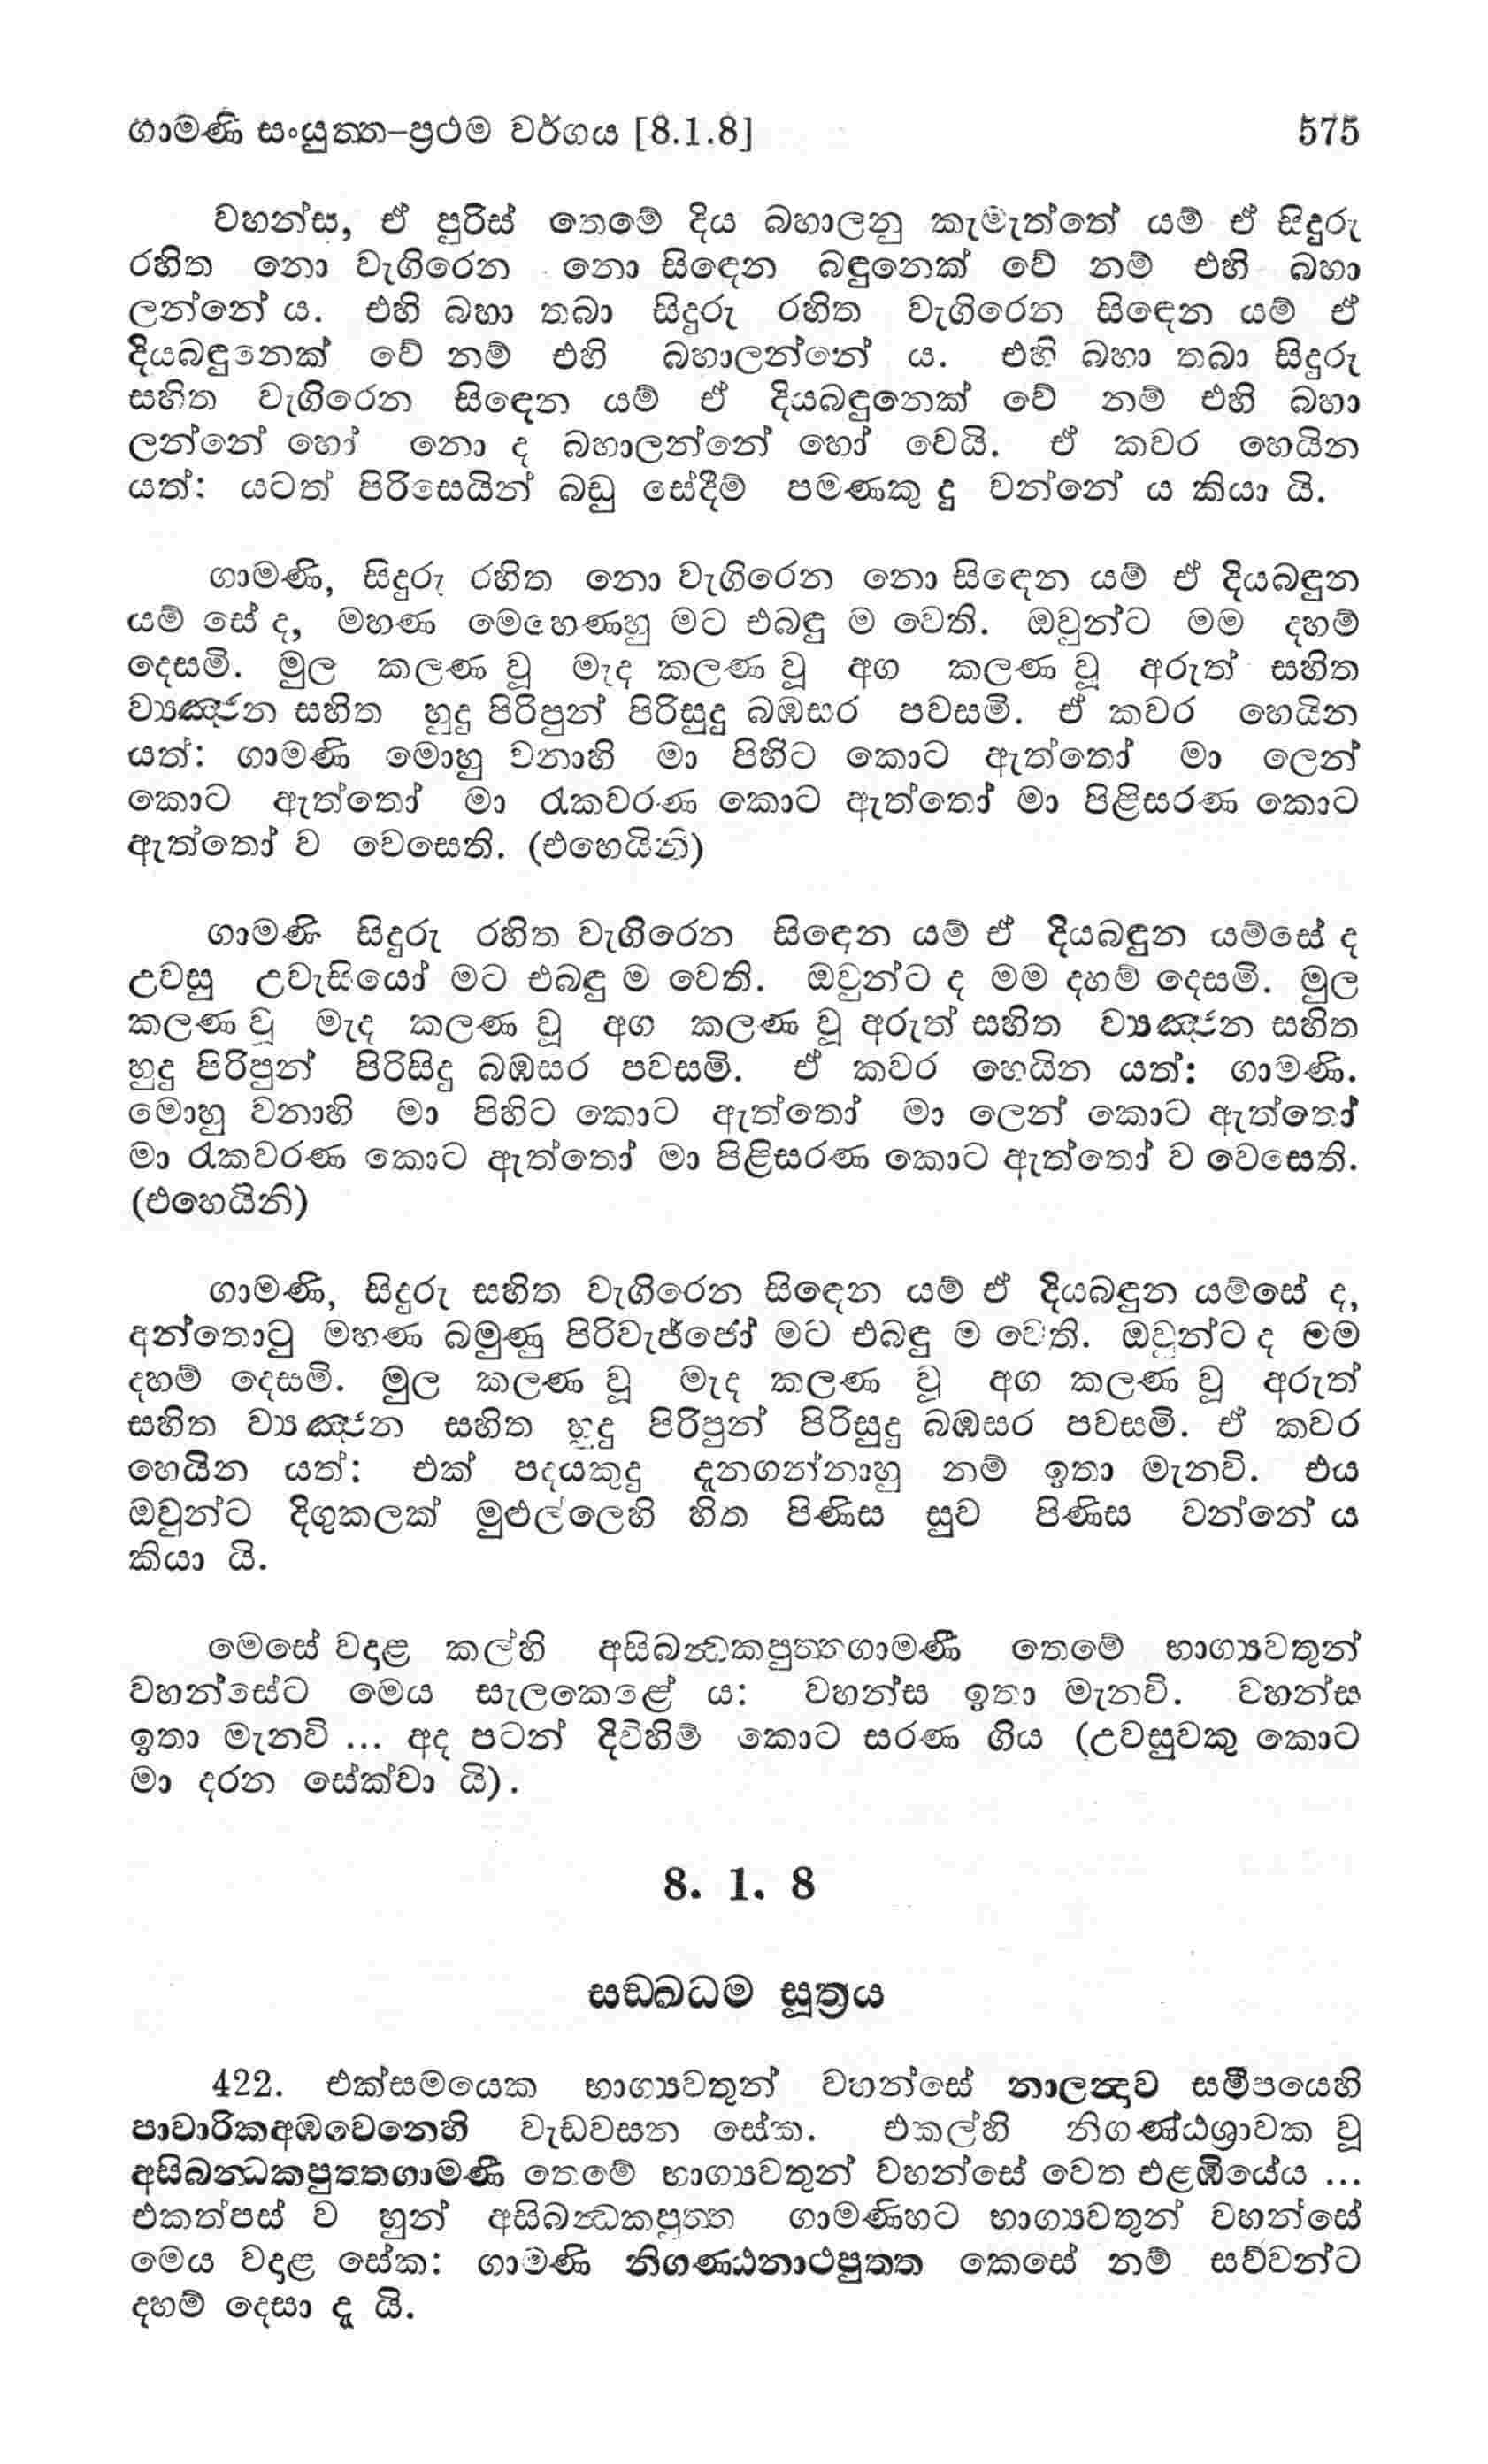 ගාමණි සංයුත්ත–ප්‍රථම වර්ගය [8.1.8] 575
වහන්ස, ඒ පුරිස් තෙමේ දිය බහාලනු කැමැත්තේ යම් ඒ සිදුරු
රහිත නො වැගිරෙන නො සිඳෙන බඳුනෙක් වේ නම් එහි බහා
ලන්නේ ය. එහි බහා තබා සිදුරු රහිත වැගිරෙන සිඳෙන යම් ඒ
දියබඳුනෙක් වේ නම් එහි බහාලන්නේ ය. එහි බහා තබා සිදුරු
සහිත වැගිරෙන සිඳෙන යම් ඒ දියබඳුනෙක් වේ නම් එහි බහා
ලන්නේ හෝ නො ද බහාලන්නේ හෝ වෙයි. ඒ කවර හෙයින
යත්: යටත් පිරිසෙයින් බඩු සේදීම් පමණකු දු වන්නේ ය කියා යි.
ගාමණි, සිදුරු රහිත නො වැගිරෙන නො සිඳෙන යම් ඒ දියබඳුන
යම් සේ ද, මහණ මෙහෙණහු මට එබඳු ම වෙති. ඔවුන්ට මම දහම්
දෙසමි. මුල කලණ වූ මැද කලණ වූ අග කලණ වූ අරුත් සහිත
ව්‍යඤ්ජන සහිත හුදු පිරිපුන් පිරිසුදු බඹසර පවසමි. ඒ කවර හෙයින
යත්: ගාමණි මොහු වනාහි මා පිහිට කොට ඇත්තෝ මා ලෙන්
කොට ඇත්තෝ මා රැකවරණ කොට ඇත්තෝ මා පිළිසරණ කොට
ඇත්තෝ ව වෙසෙති. (එහෙයිනි)
ගාමණි සිදුරු රහිත වැගිරෙන සිඳෙන යම් ඒ දියබඳුන යම්සේ ද
උවසු උවැසියෝ මට එබඳු ම වෙති. ඔවුන්ට ද මම දහම් දෙසමි. මුල
කලණ වූ මැද කලණ වූ අග කලණ වූ අරුත් සහිත ව්‍යඤ්ජන සහිත
හුදු පිරිපුන් පිරිසිදු බඹසර පවසමි. ඒ කවර හෙයින යත්: ගාමණි.
මොහු වනාහි මා පිහිට කොට ඇත්තෝ මා ලෙන් කොට ඇත්තෝ
මා රැකවරණ කොට ඇත්තෝ මා පිළිසරණ කොට ඇත්තෝ ව වෙසෙති.
(එහෙයිනි)
ගාමණි, සිදුරු සහිත වැගිරෙන සිඳෙන යම් ඒ දියබඳුන යම්සේ ද,
අන්තොටු මහණ බමුණු පිරිවැජ්ජෝ මට එබඳු ම වෙති. ඔවුන්ට ද මම
දහම් දෙසමි. මුල කලණ වූ මැද කලණ වූ අග කලණ වූ අරුත්
සහිත ව්‍යඤ්ජන සහිත හුදු පිරිපුන් පිරිසුදු බඹසර පවසමි. ඒ කවර
හෙයින යත්: එක් පදයකුදු දැනගන්නාහු නම් ඉතා මැනවි. එය
ඔවුන්ට දිගුකලක් මුළුල්ලෙහි හිත පිණිස සුව පිණිස වන්නේ ය
කියා යි.
මෙසේ වදාළ කල්හි අසිබන්‍ධකපුත්තගාමණි තෙමේ භාග්‍යවතුන්
වහන්සේට මෙය සැලකෙළේ ය: වහන්ස ඉතා මැනවි. වහන්ස
ඉතා මැනවි ... අද පටන් දිවිහිම් කොට සරණ ගිය (උවසුවකු කොට
මා දරන සේක්වා යි).
8. 1. 8
සඞ්ඛධම සූත්‍රය
422. එක්සමයෙක භාග්‍යවතුන් වහන්සේ නාලන්‍දාව සමීපයෙහි
පාවාරිකඅඹවෙනෙහි වැඩවසන සේක. එකල්හි නිගණ්ඨශ්‍රාවක වූ
අසිබන්‍ධකපුත්තගාමණි තෙමේ භාග්‍යවතුන් වහන්සේ වෙත එළඹියේය ...
එකත්පස් ව හුන් අසිබන්‍ධකපුත්ත ගාමණිහට භාග්‍යවතුන් වහන්සේ
මෙය වදාළ සේක: ගාමණි නිගණ්ඨනාථපුත්ත කෙසේ නම් සව්වන්ට
දහම් දෙසා දැ යි.